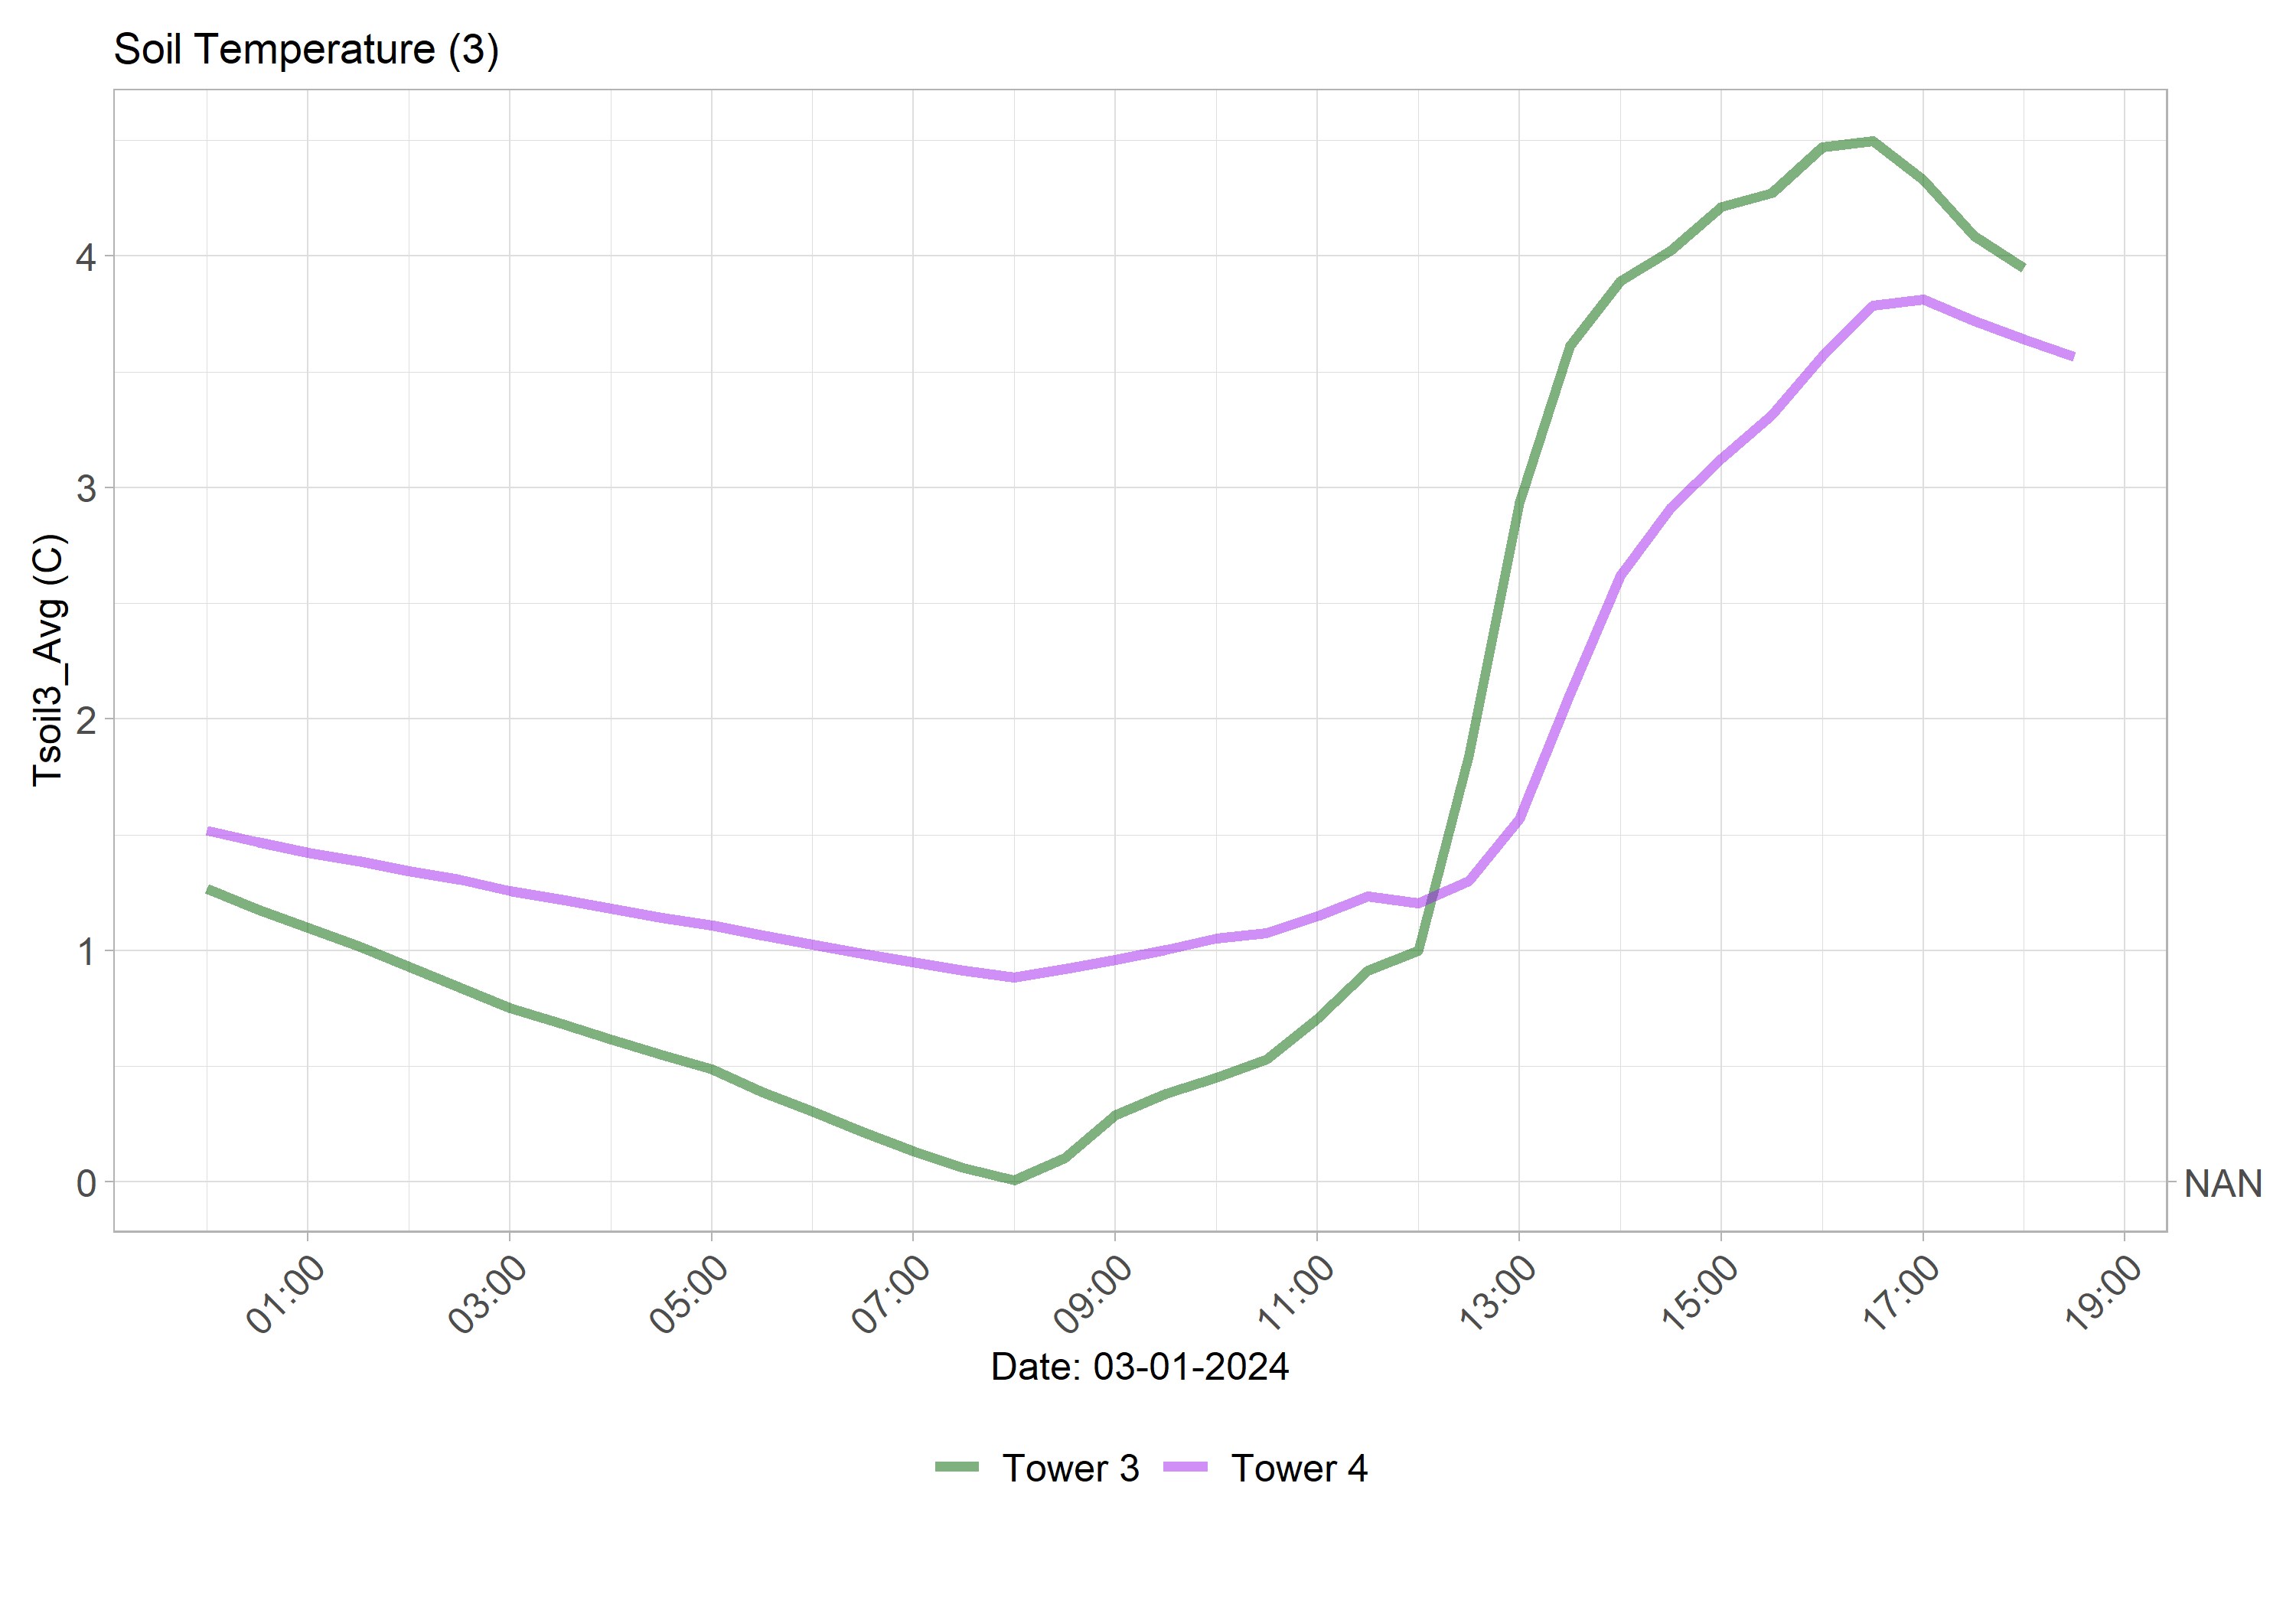 Soil Temperature (3)
Tsoil3_Avg (C)
4
3
2
1
0
NAN
01:00 03:00 05:00 07:00 09:00 11:00 13:00 15:00 17:00 19:00
Date: 03-01-2024
Tower 3 Tower 4